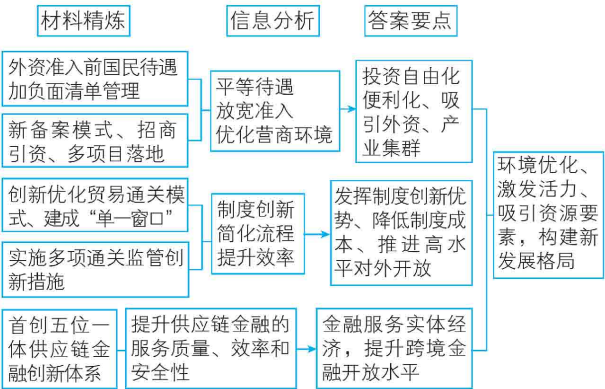 材料精炼
信息分析
答案要点
外资准入前国民待遇
加负面清单管理
新备案模式、招商
引资、多项目落地
平等待遇
放宽准入
优化营商环境
投资自由化
便利化、吸
引外资、产
业集群
创新优化贸易通关模
式、建成“单一窗口”
实施多项通关监管创
新措施
制度创新
简化流程
提升效率
发挥制度创新优
势、降低制度成
本、推进高水
平对外开放
首创五位一
体供应链金
融创新体系
提升供应链金融的
服务质量、效率和
安全性
金融服务实体经
济，提升跨境金
融开放水平
环境优化、
激发活力、
吸引资源要
素，构建新
发展格局